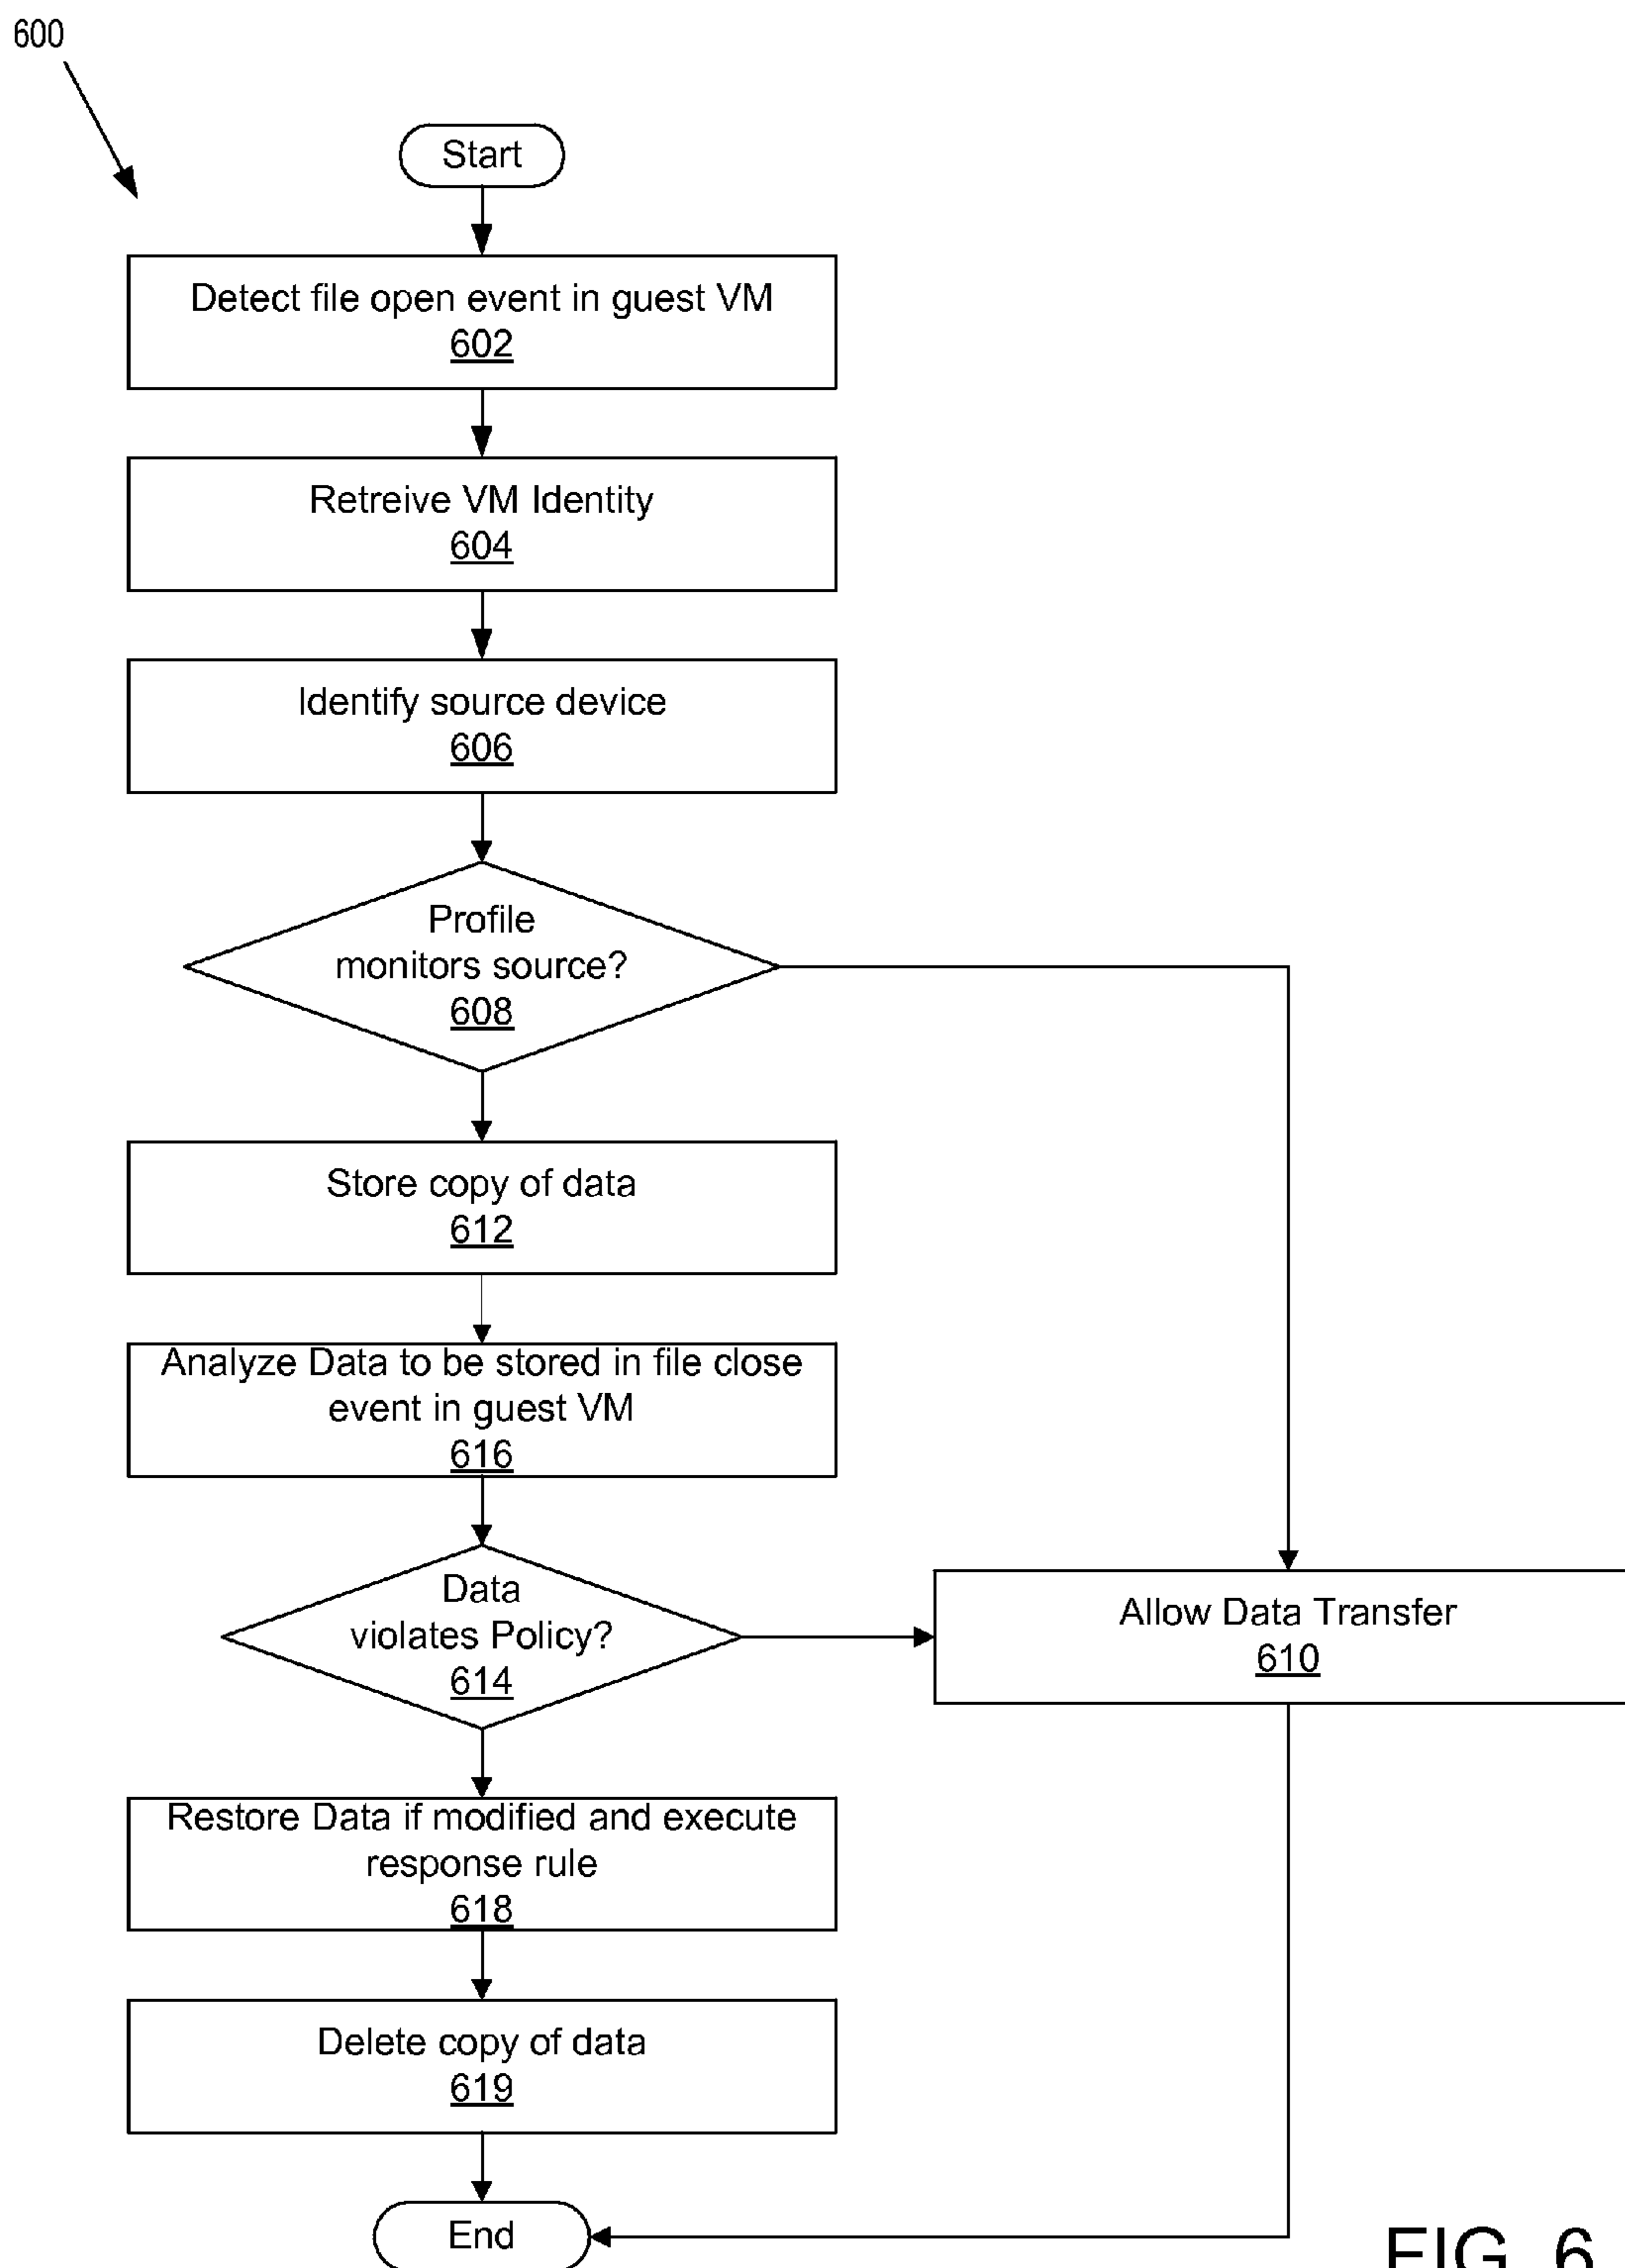 600
Start
Detect file open event in guest VM
602
Retreive VM Identity
604
Identify source device
606
Profile
monitors source?
608
Store copy of data
612
Analyze Data to be stored in file close
event in guest VM
616
Data
violates Policy?
614
Allow Data Transfer
610
Restore Data if modified and execute
response rule
618
Delete copy of data
619
End
FIG. 6